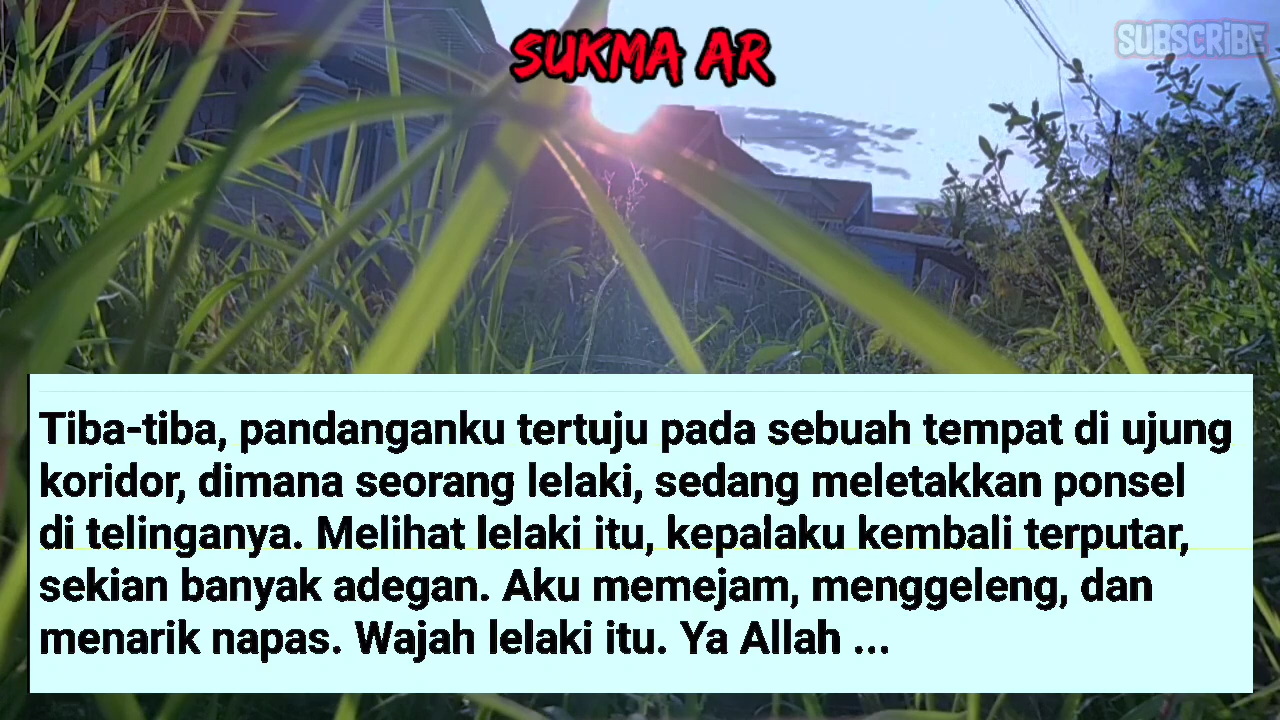 SUKMA AR
SUBSCRIBE
Tiba-tiba, pandanganku tertuju pada sebuah tempat di ujung
koridor, dimana seorang lelaki, sedang meletakkan ponsel
di telinganya. Melihat lelaki itu, kepalaku kembali terputar,
sekian banyak adegan. Aku memejam, menggeleng, dan
menarik napas. Wajah lelaki itu. Ya Allah ...